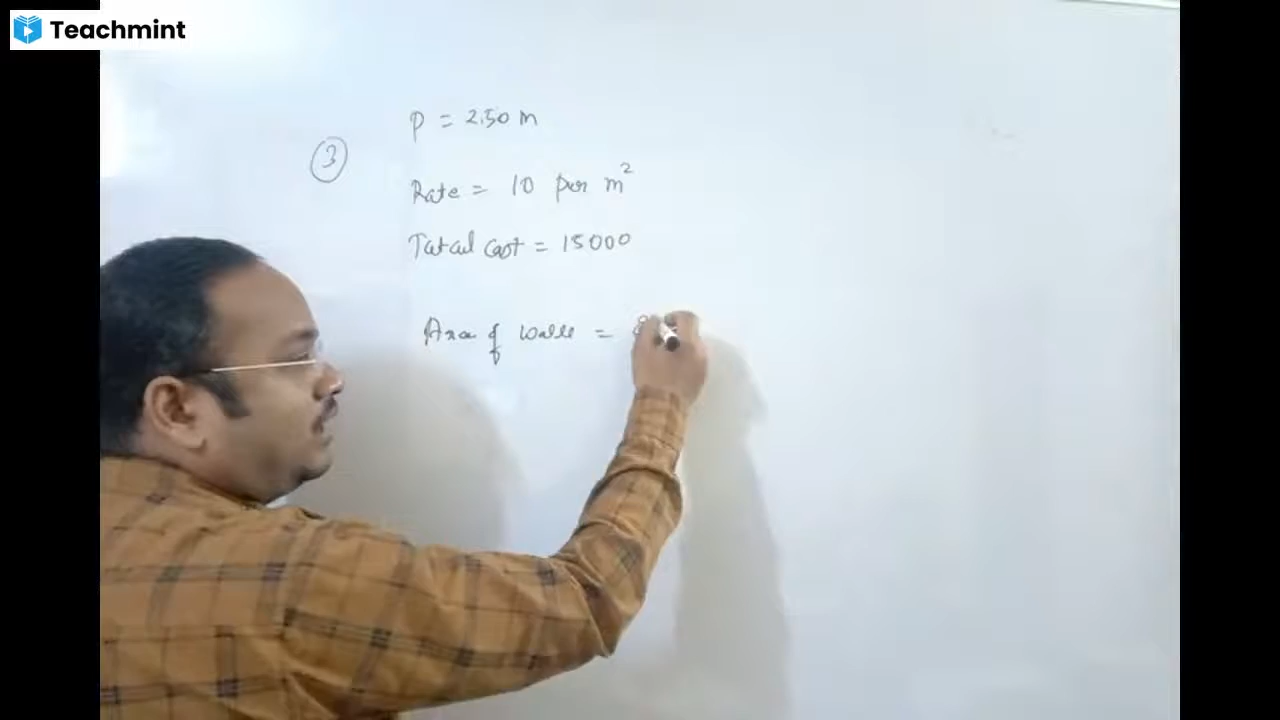 Teachmint
P = 2.50 m
3
Rate = 10 per m²
Total cost = 15000
Area of walls =